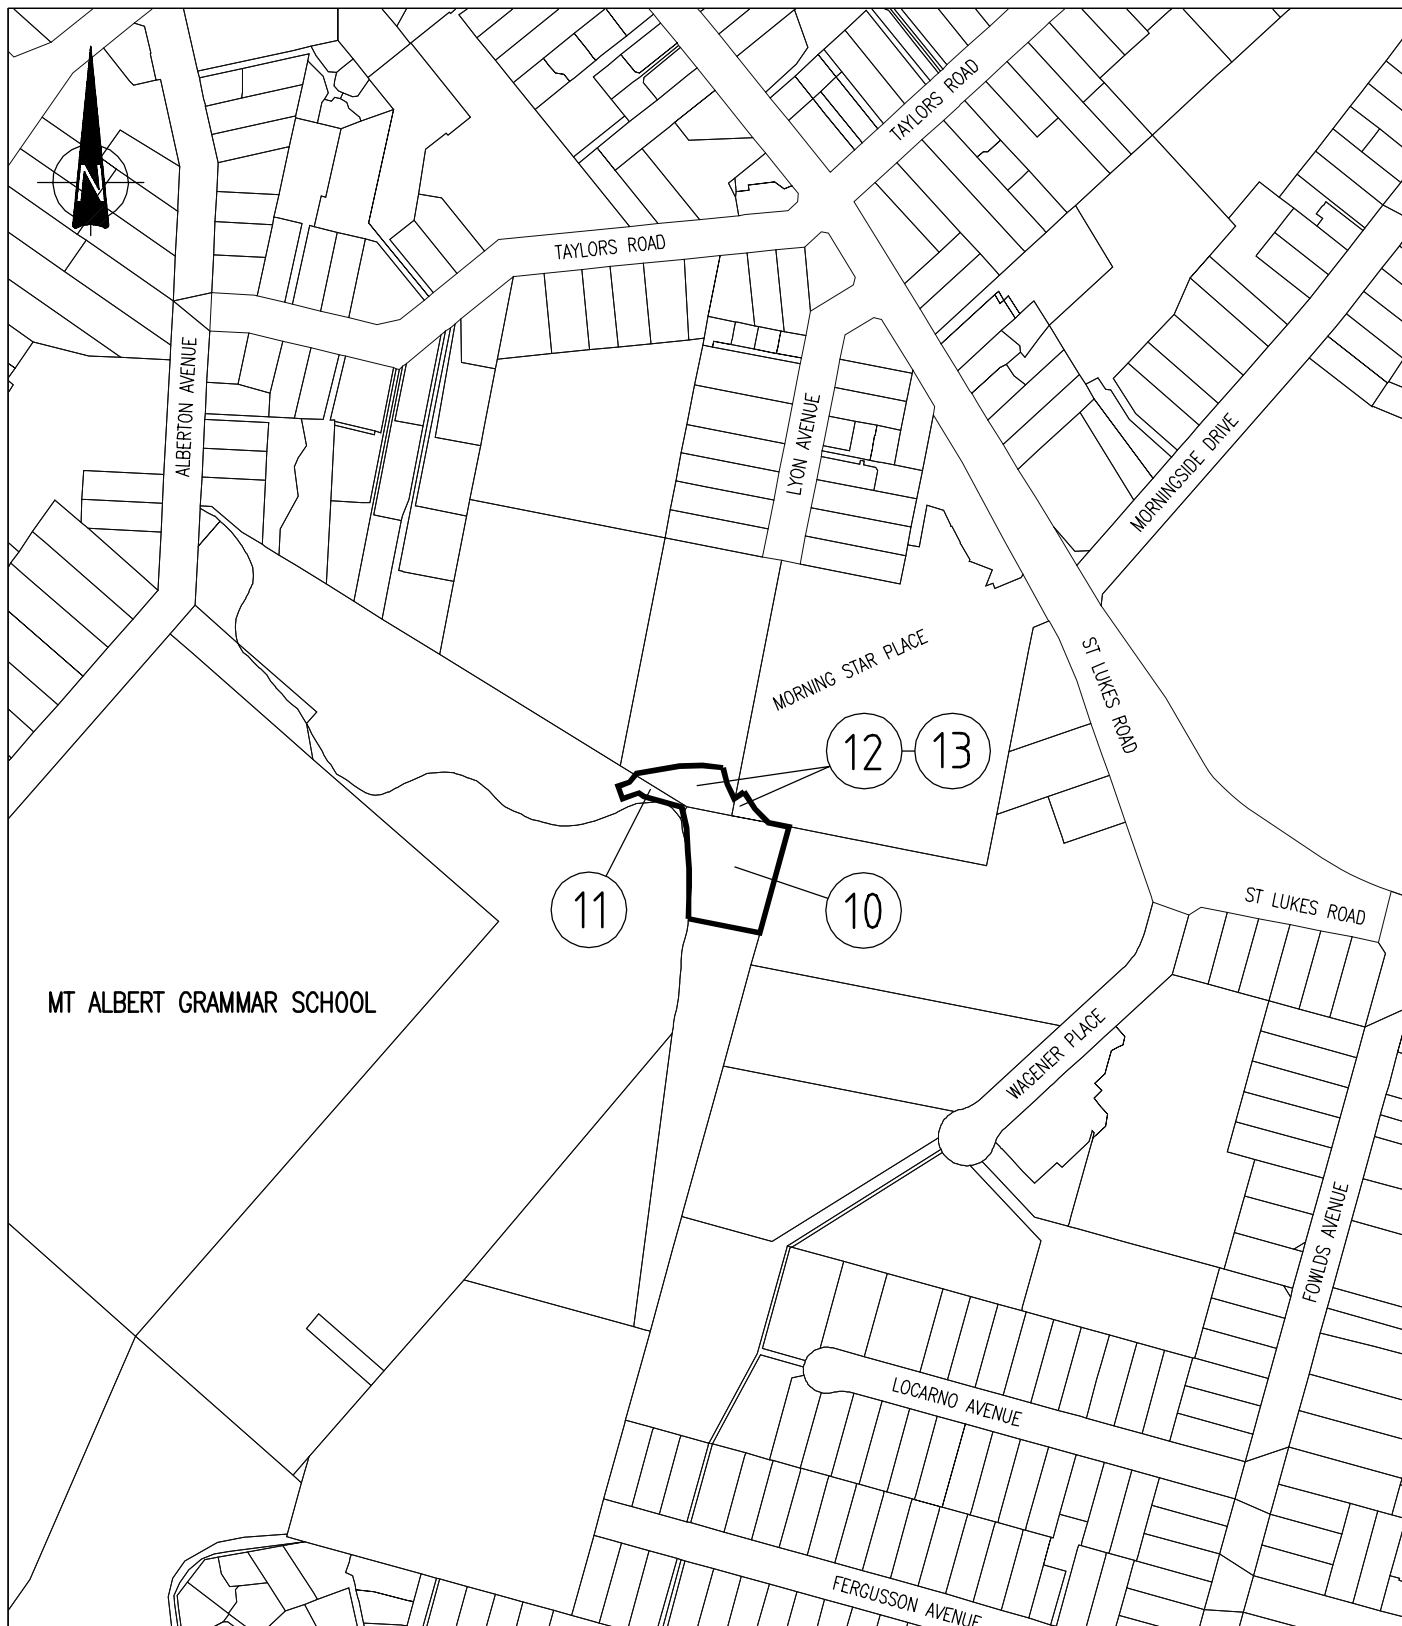 TAYLORS ROAD
N
TAYLORS ROAD
ALBERTON AVENUE
LYON AVENUE
MORNINGSIDE DRIVE
MORNING STAR PLACE
ST LUKES ROAD
12
13
11
10
ST LUKES ROAD
MT ALBERT GRAMMAR SCHOOL
WAGENER PLACE
FOWLDS AVENUE
LOCARNO AVENUE
FERGUSSON AVENUE